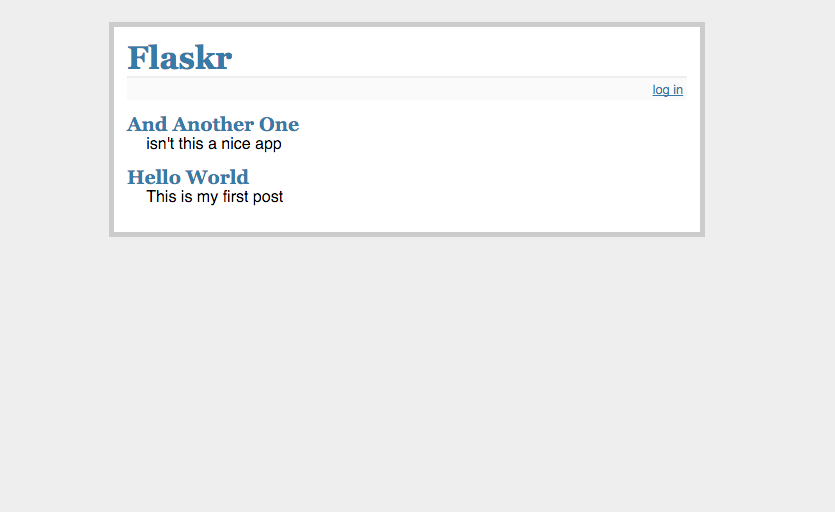 Flaskr
log in
And Another One
isn't this a nice app
Hello World
This is my first post